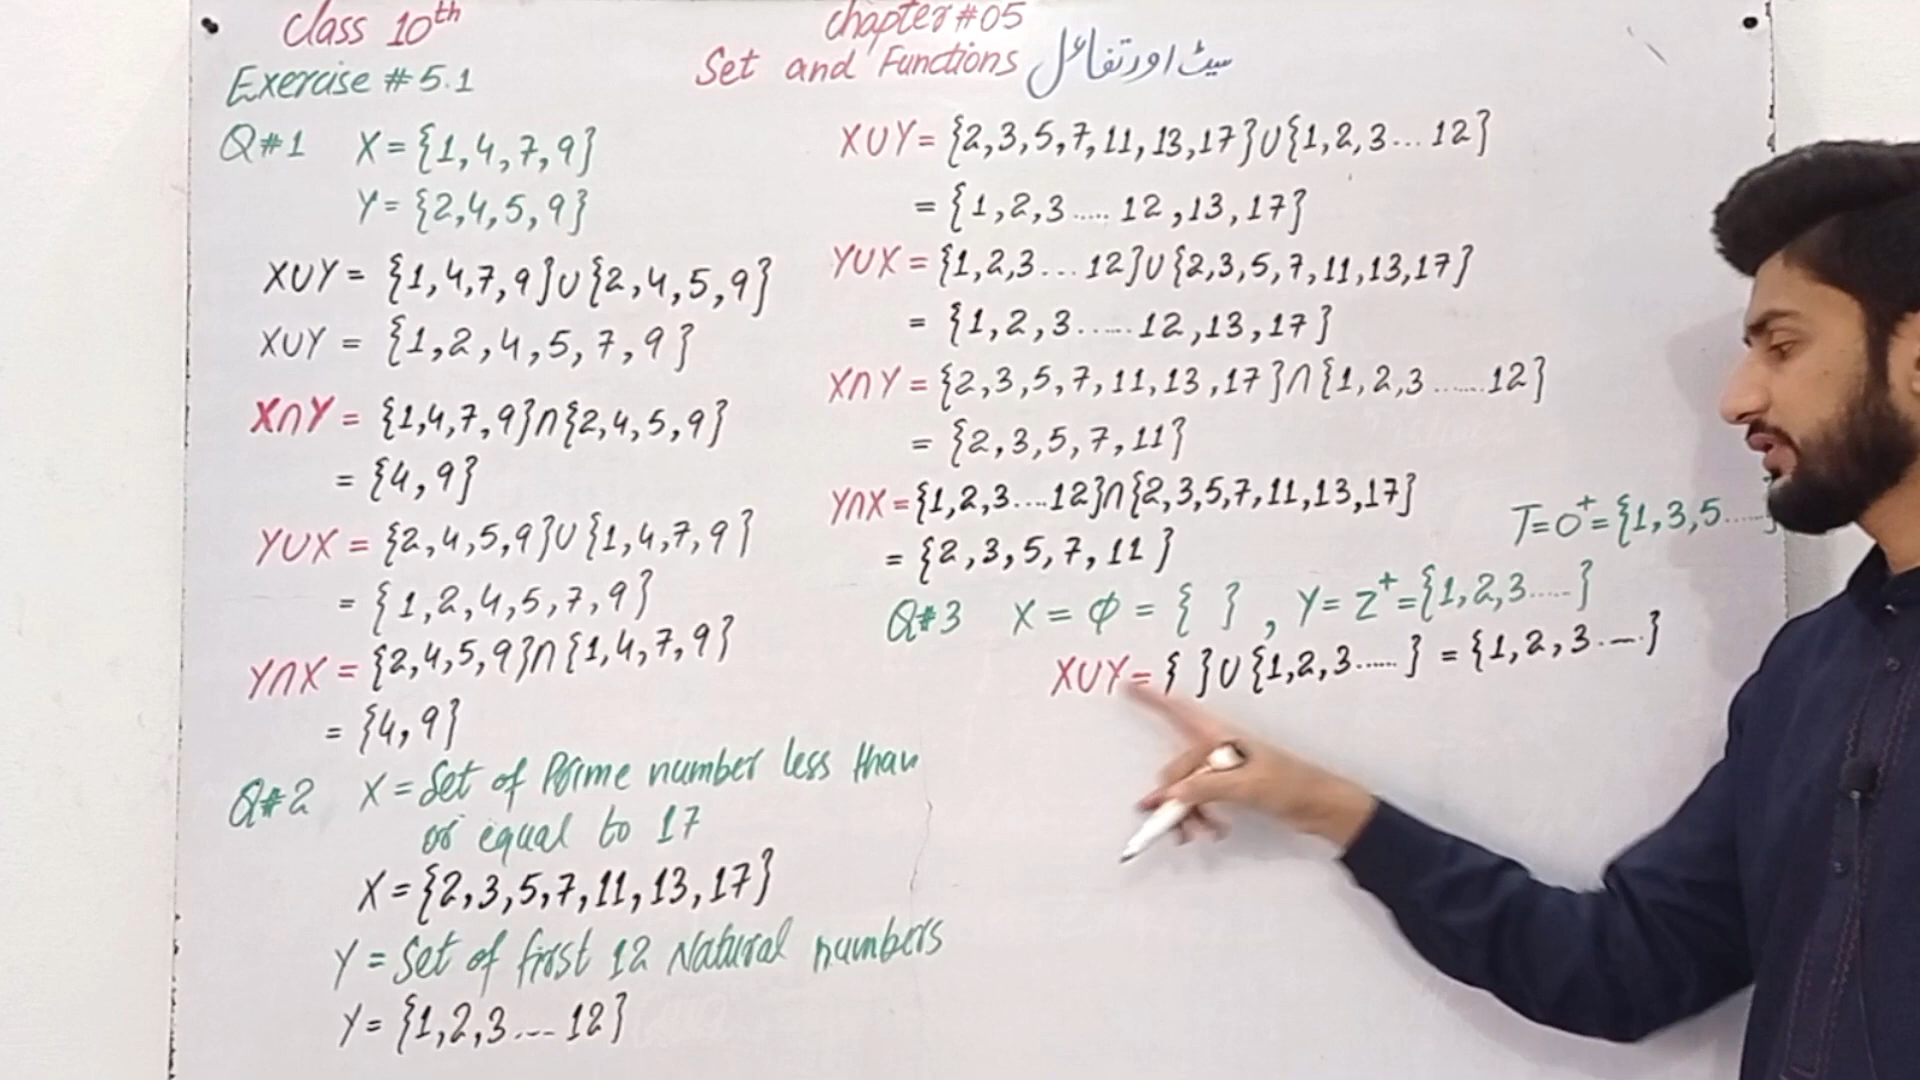 Class 10th
Chapter #05
Set and Functions سیٹ اور تفاعل
Exercise #5.1
Q#1 X={1,4,7,9}
Y={2,4,5,9}
X∪Y= {1,4,7,9}∪{2,4,5,9}
X∪Y = {1,2,4,5,7,9}
X∩Y= {1,4,7,9}∩{2,4,5,9}
= {4,9}
Y∪X = {2,4,5,9}∪{1,4,7,9}
= {1,2,4,5,7,9}
Y∩X = {2,4,5,9}∩{1,4,7,9}
= {4,9}
Q#2 X = Set of Prime number less than
or equal to 17
X={2,3,5,7,11,13,17}
Y = Set of first 12 Natural numbers
Y={1,2,3....12}
X∪Y= {2,3,5,7,11,13,17}∪{1,2,3...12}
= {1,2,3.....12,13,17}
Y∪X={1,2,3...12}∪{2,3,5,7,11,13,17}
= {1,2,3......12,13,17}
X∩Y={2,3,5,7,11,13,17}∩{1,2,3......12}
= {2,3,5,7,11}
Y∩X={1,2,3....12}∩{2,3,5,7,11,13,17}
= {2,3,5,7,11}
T=O⁺={1,3,5.....}
Q#3 X = Φ = { }, Y=Z⁺={1,2,3.....}
X∪Y= { }∪{1,2,3......} = {1,2,3....}